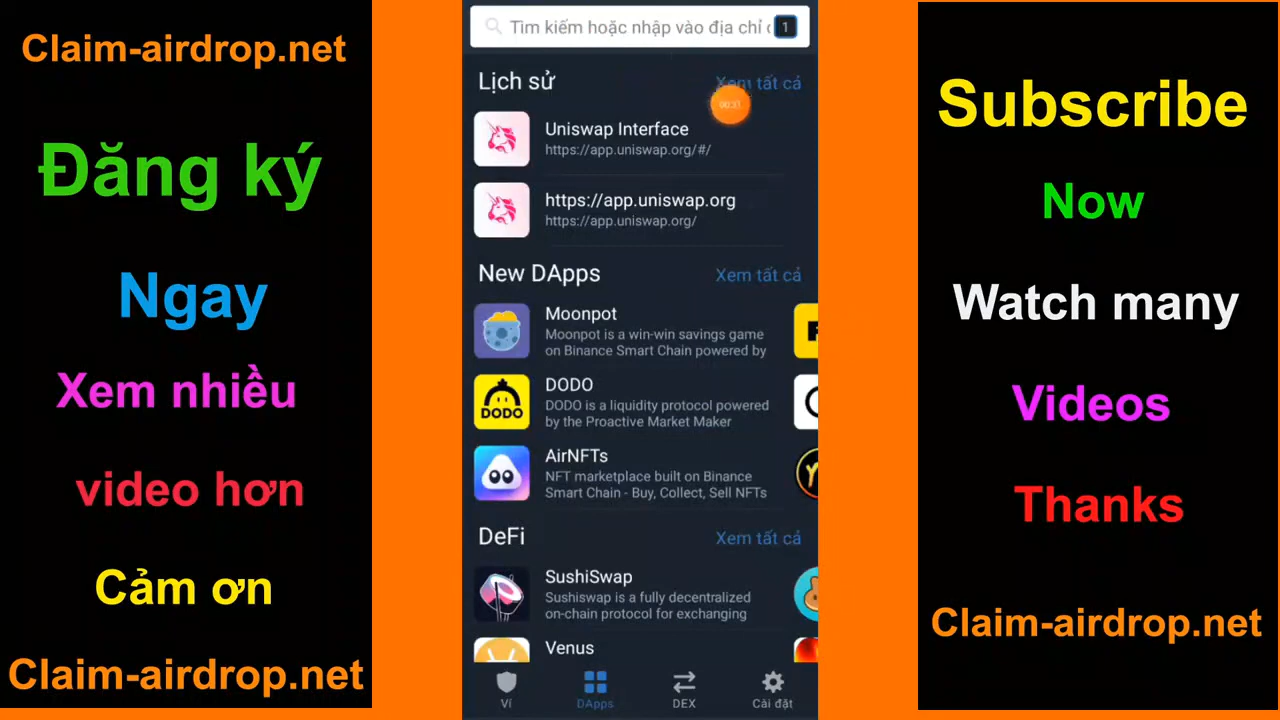 Claim-airdrop.net
Đăng ký
Ngay
Xem nhiều
video hơn
Cảm ơn
Claim-airdrop.net
Tìm kiếm hoặc nhập vào địa chỉ
1
Lịch sử
Xem tất cả
00:31
Uniswap Interface
https://app.uniswap.org/#/
https://app.uniswap.org
https://app.uniswap.org/
New DApps
Xem tất cả
Moonpot
Moonpot is a win-win savings game
on Binance Smart Chain powered by
DODO
DODO
DODO is a liquidity protocol powered
by the Proactive Market Maker
AirNFTs
NFT marketplace built on Binance
Smart Chain - Buy, Collect, Sell NFTs
DeFi
Xem tất cả
SushiSwap
Sushiswap is a fully decentralized
on-chain protocol for exchanging
Venus
Ví
DApps
DEX
Cài đặt
Subscribe
Now
Watch many
Videos
Thanks
Claim-airdrop.net